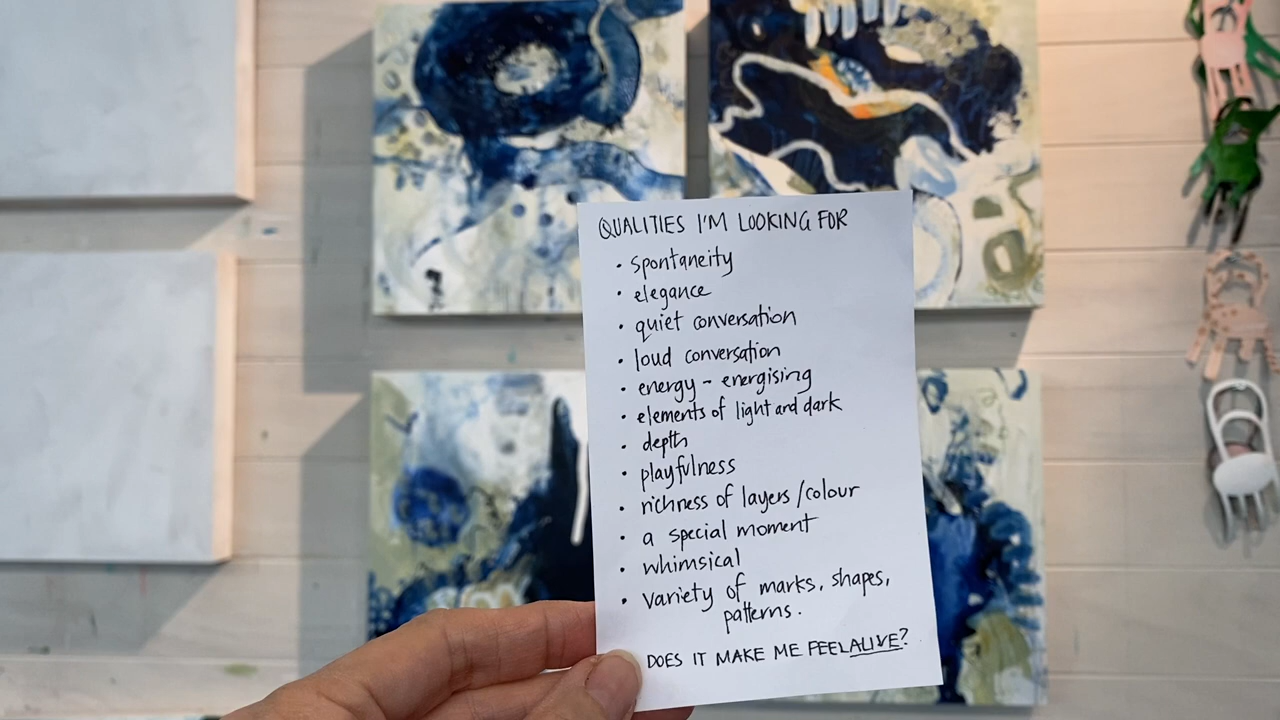 QUALITIES I'M LOOKING FOR
• spontaneity
• elegance
• quiet conversation
• loud conversation
• energy - energising
• elements of light and dark
• depth
• playfulness
• richness of layers/colour
• a special moment
• whimsical
• variety of marks, shapes,
patterns.
DOES IT MAKE ME FEEL ALIVE?